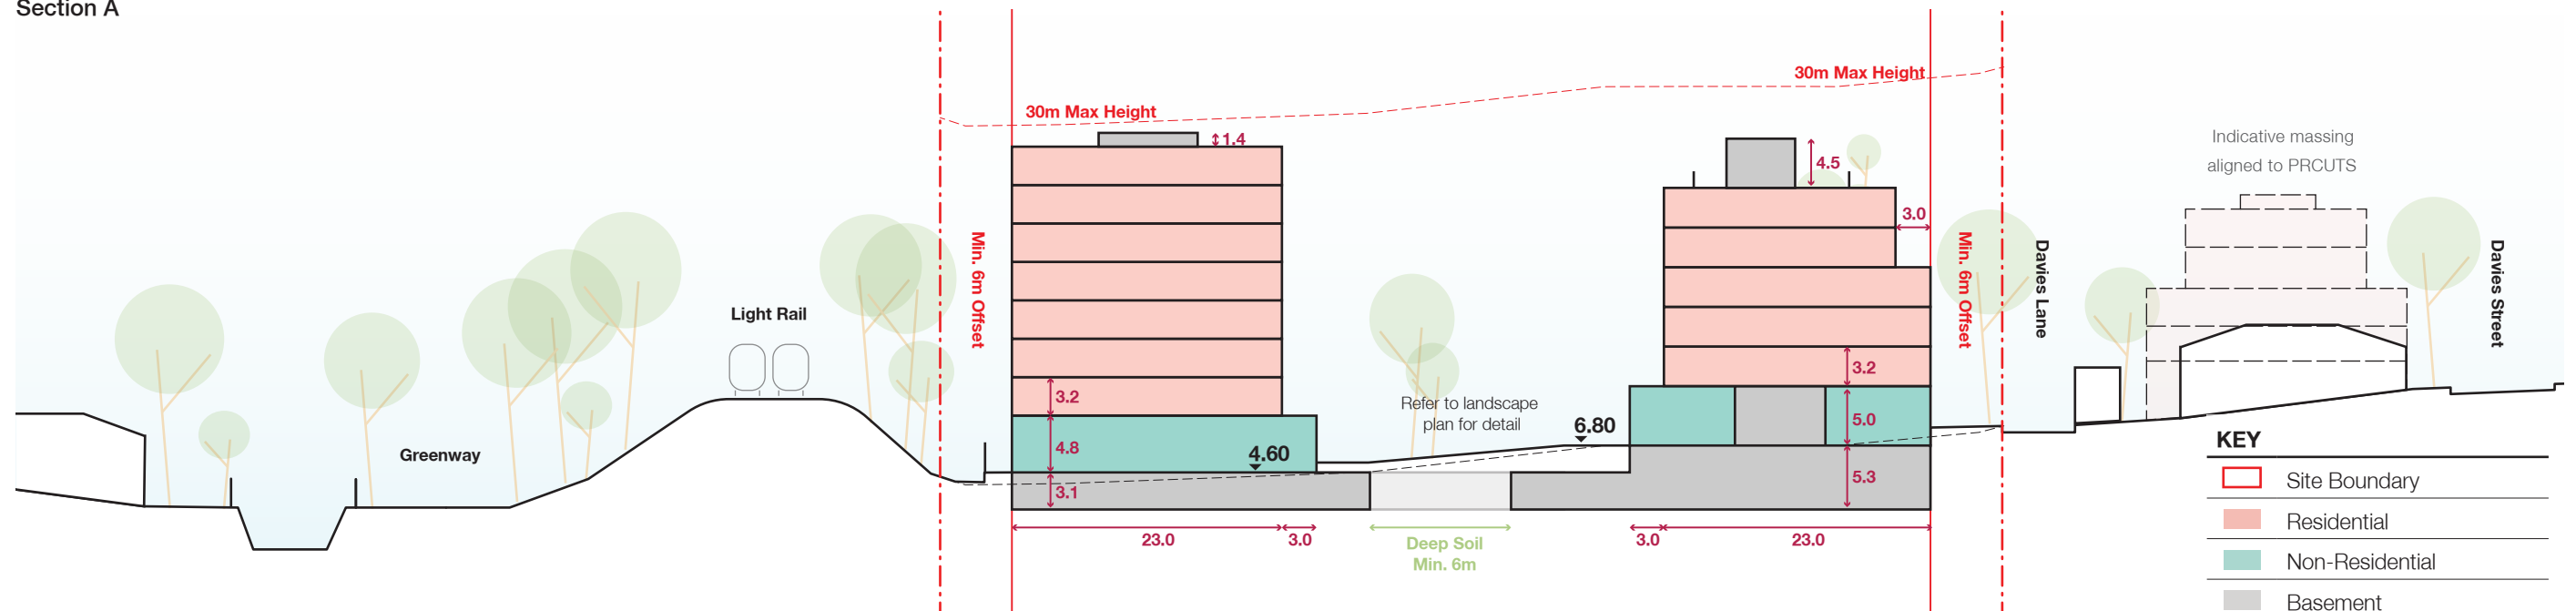 Section A
30m Max Height
30m Max Height
1.4
4.5
Indicative massing
aligned to PRCUTS
3.0
Min. 6m Offset
Min. 6m Offset
Davies Lane
Davies Street
Light Rail
3.2
3.2
Refer to landscape
plan for detail
6.80
5.0
4.8
4.60
Greenway
3.1
5.3
23.0
3.0
Deep Soil
Min. 6m
3.0
23.0
KEY
Site Boundary
Residential
Non-Residential
Basement